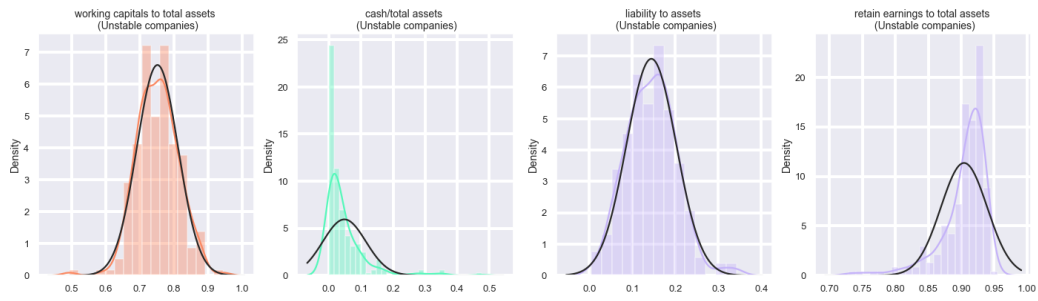 working capitals to total assets
(Unstable companies)
Density
7
6
5
4
3
2
1
0
0.5 0.6 0.7 0.8 0.9 1.0
cash/total assets
(Unstable companies)
Density
25
20
15
10
5
0
0.0 0.1 0.2 0.3 0.4 0.5
liability to assets
(Unstable companies)
Density
7
6
5
4
3
2
1
0
0.0 0.1 0.2 0.3 0.4
retain earnings to total assets
(Unstable companies)
Density
20
15
10
5
0
0.70 0.75 0.80 0.85 0.90 0.95 1.00